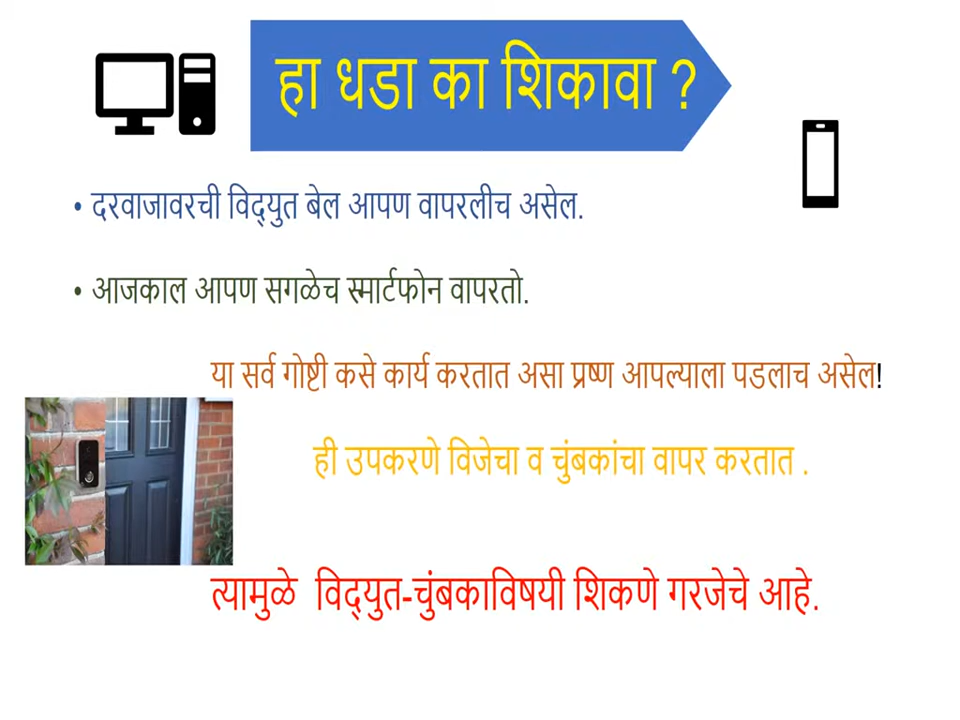 हा धडा का शिकावा ?
• दरवाजावरची विद्‌युत बेल आपण वापरलीच असेल.
• आजकाल आपण सगळेच स्मार्टफोन वापरतो.
या सर्व गोष्टी कसे कार्य करतात असा प्रष्ण आपल्याला पडलाच असेल!
ही उपकरणे विजेचा व चुंबकांचा वापर करतात .
त्यामुळे विद्‌युत-चुंबकाविषयी शिकणे गरजेचे आहे.